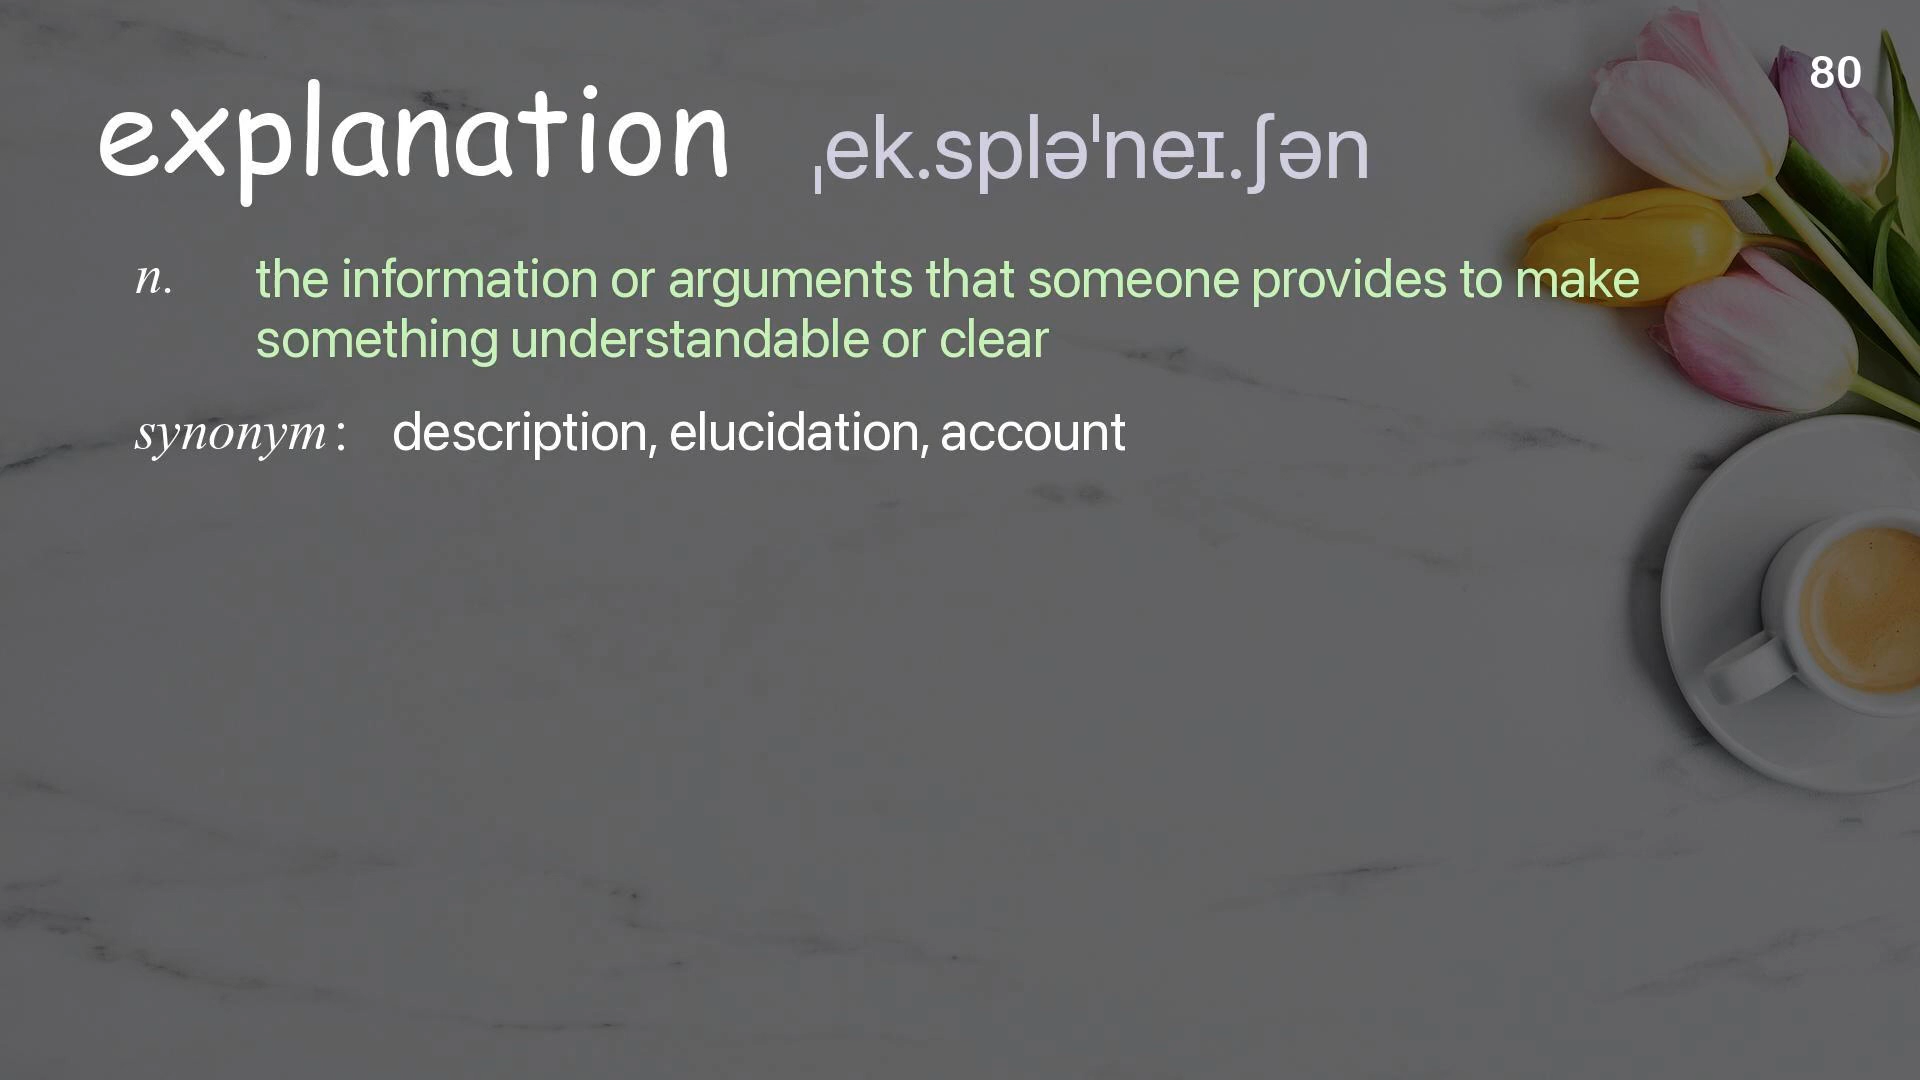 80
explanation ˌek.spləˈneɪ.ʃən
n. the information or arguments that someone provides to make
something understandable or clear
synonym: description, elucidation, account